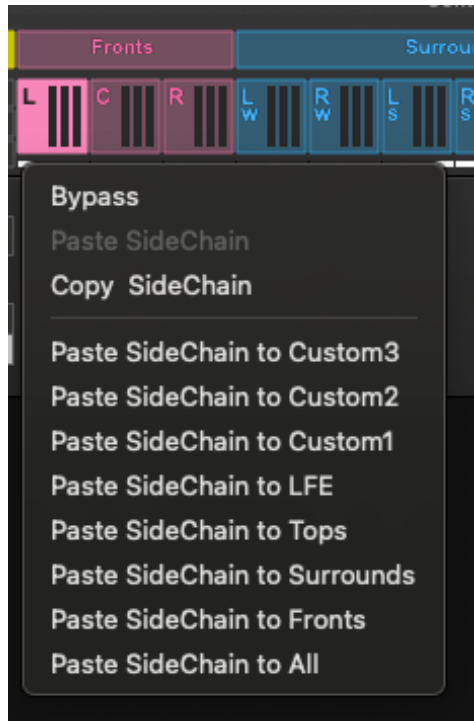 Fronts
Surrou
L C R L W R W L S R S
Bypass
Paste SideChain
Copy SideChain
Paste SideChain to Custom3
Paste SideChain to Custom2
Paste SideChain to Custom1
Paste SideChain to LFE
Paste SideChain to Tops
Paste SideChain to Surrounds
Paste SideChain to Fronts
Paste SideChain to All